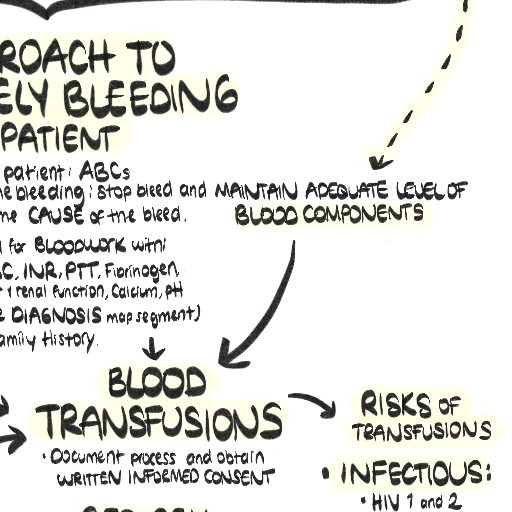 ROACH TO
ELY BLEEDING
PATIENT
patient: ABCs
he bleeding: stop bleed and MAINTAIN ADEQUATE LEVEL OF
BLOOD COMPONENTS
me CAUSE of the bleed.
for BLOODWORK with:
C, INR, PTT, Fibrinogen
renal function, Calcium, pH
DIAGNOSIS map segment)
amily History.
BLOOD
TRANSFUSIONS
• Document process and obtain
WRITTEN INFORMED CONSENT
RISKS OF
TRANSFUSIONS
• INFECTIOUS:
• HIV 1 and 2